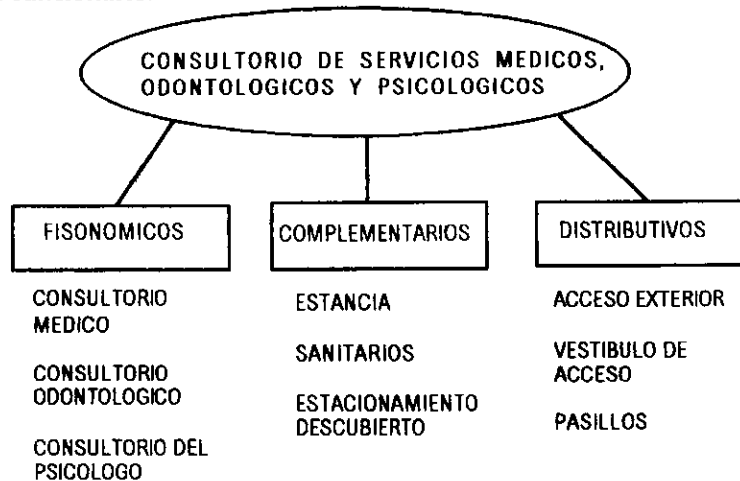 CONSULTORIO DE SERVICIOS MEDICOS,
ODONTOLOGICOS Y PSICOLOGICOS
FISONOMICOS
CONSULTORIO
MEDICO
CONSULTORIO
ODONTOLOGICO
CONSULTORIO DEL
PSICOLOGO
COMPLEMENTARIOS
ESTANCIA
SANITARIOS
ESTACIONAMIENTO
DESCUBIERTO
DISTRIBUTIVOS
ACCESO EXTERIOR
VESTIBULO DE
ACCESO
PASILLOS